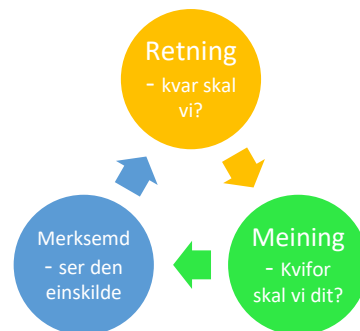 Retning
- kvar skal
vi?
Meining
- Kvifor
skal vi dit?
Merksemd
- ser den
einskilde